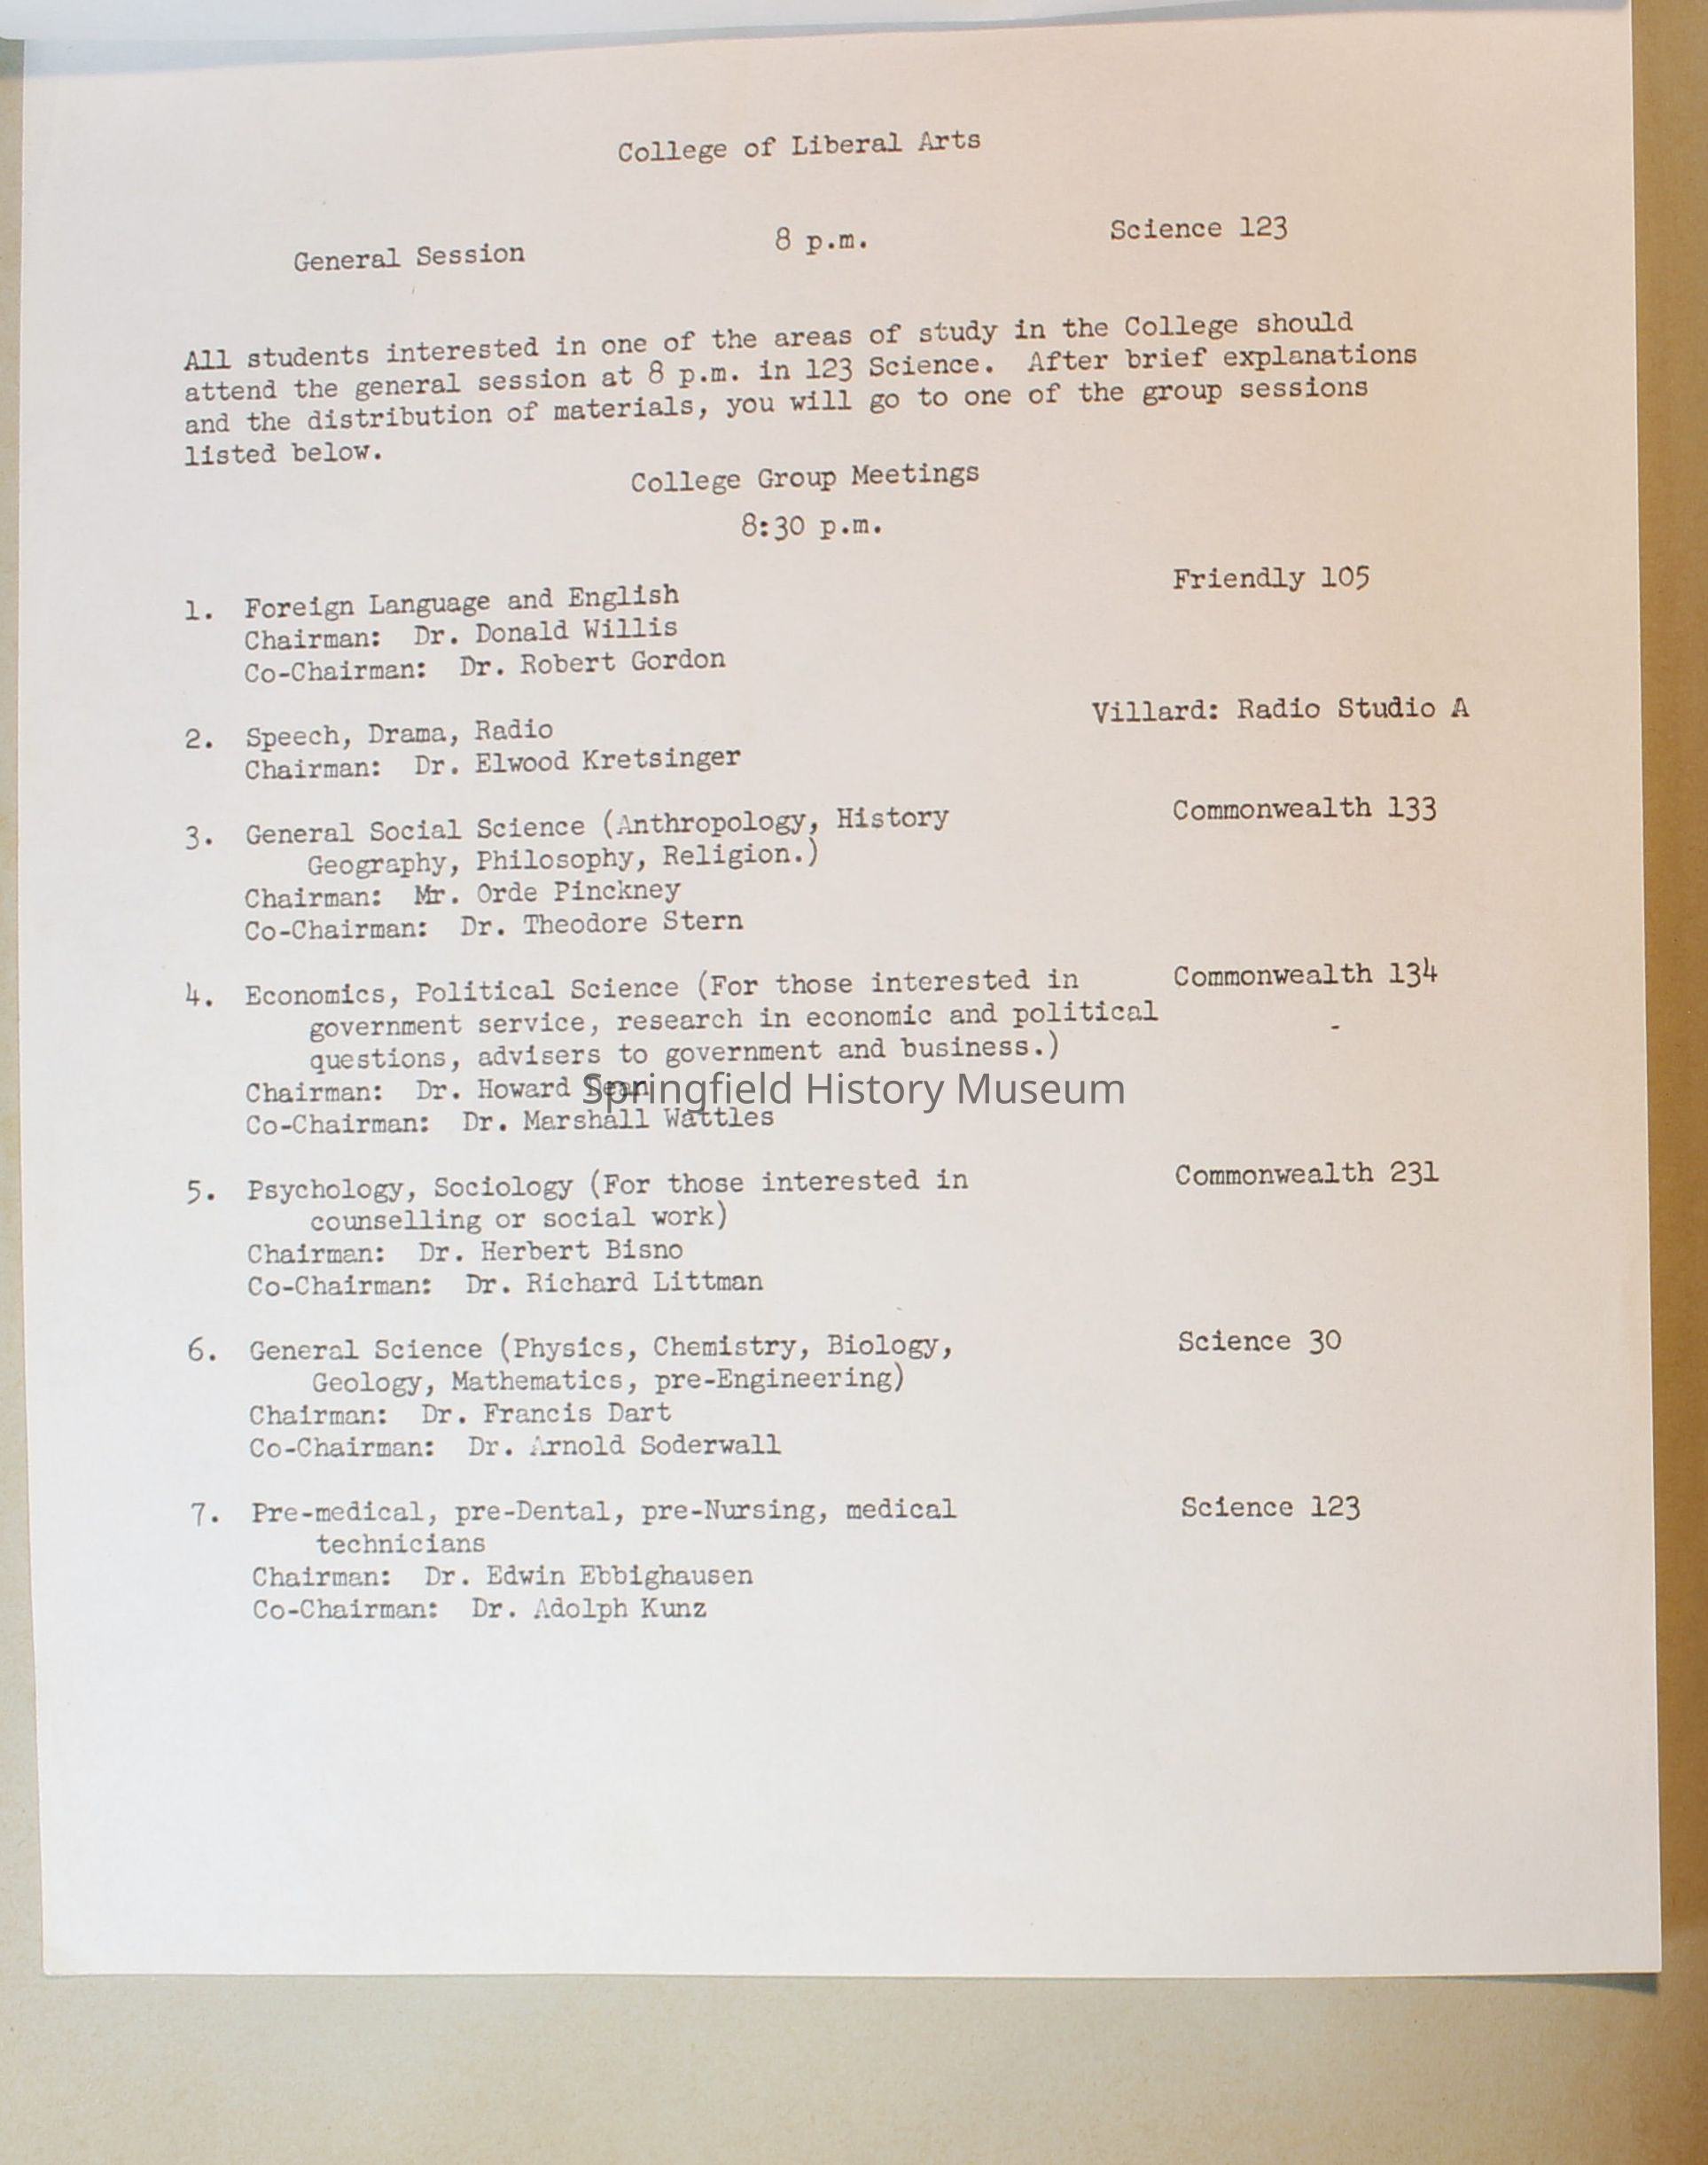 College of Liberal Arts
General Session 8 p.m. Science 123
All students interested in one of the areas of study in the College should
attend the general session at 8 p.m. in 123 Science. After brief explanations
and the distribution of materials, you will go to one of the group sessions
listed below.
College Group Meetings
8:30 p.m.
1. Foreign Language and English Friendly 105
Chairman: Dr. Donald Willis
Co-Chairman: Dr. Robert Gordon
2. Speech, Drama, Radio Villard: Radio Studio A
Chairman: Dr. Elwood Kretsinger
3. General Social Science (Anthropology, History Commonwealth 133
Geography, Philosophy, Religion.)
Chairman: Mr. Orde Pinckney
Co-Chairman: Dr. Theodore Stern
4. Economics, Political Science (For those interested in Commonwealth 134
government service, research in economic and political
questions, advisers to government and business.)
Chairman: Dr. Howard Dean
Springfield History Museum
Co-Chairman: Dr. Marshall Wattles
5. Psychology, Sociology (For those interested in Commonwealth 231
counselling or social work)
Chairman: Dr. Herbert Bisno
Co-Chairman: Dr. Richard Littman
6. General Science (Physics, Chemistry, Biology, Science 30
Geology, Mathematics, pre-Engineering)
Chairman: Dr. Francis Dart
Co-Chairman: Dr. Arnold Soderwall
7. Pre-medical, pre-Dental, pre-Nursing, medical Science 123
technicians
Chairman: Dr. Edwin Ebbighausen
Co-Chairman: Dr. Adolph Kunz